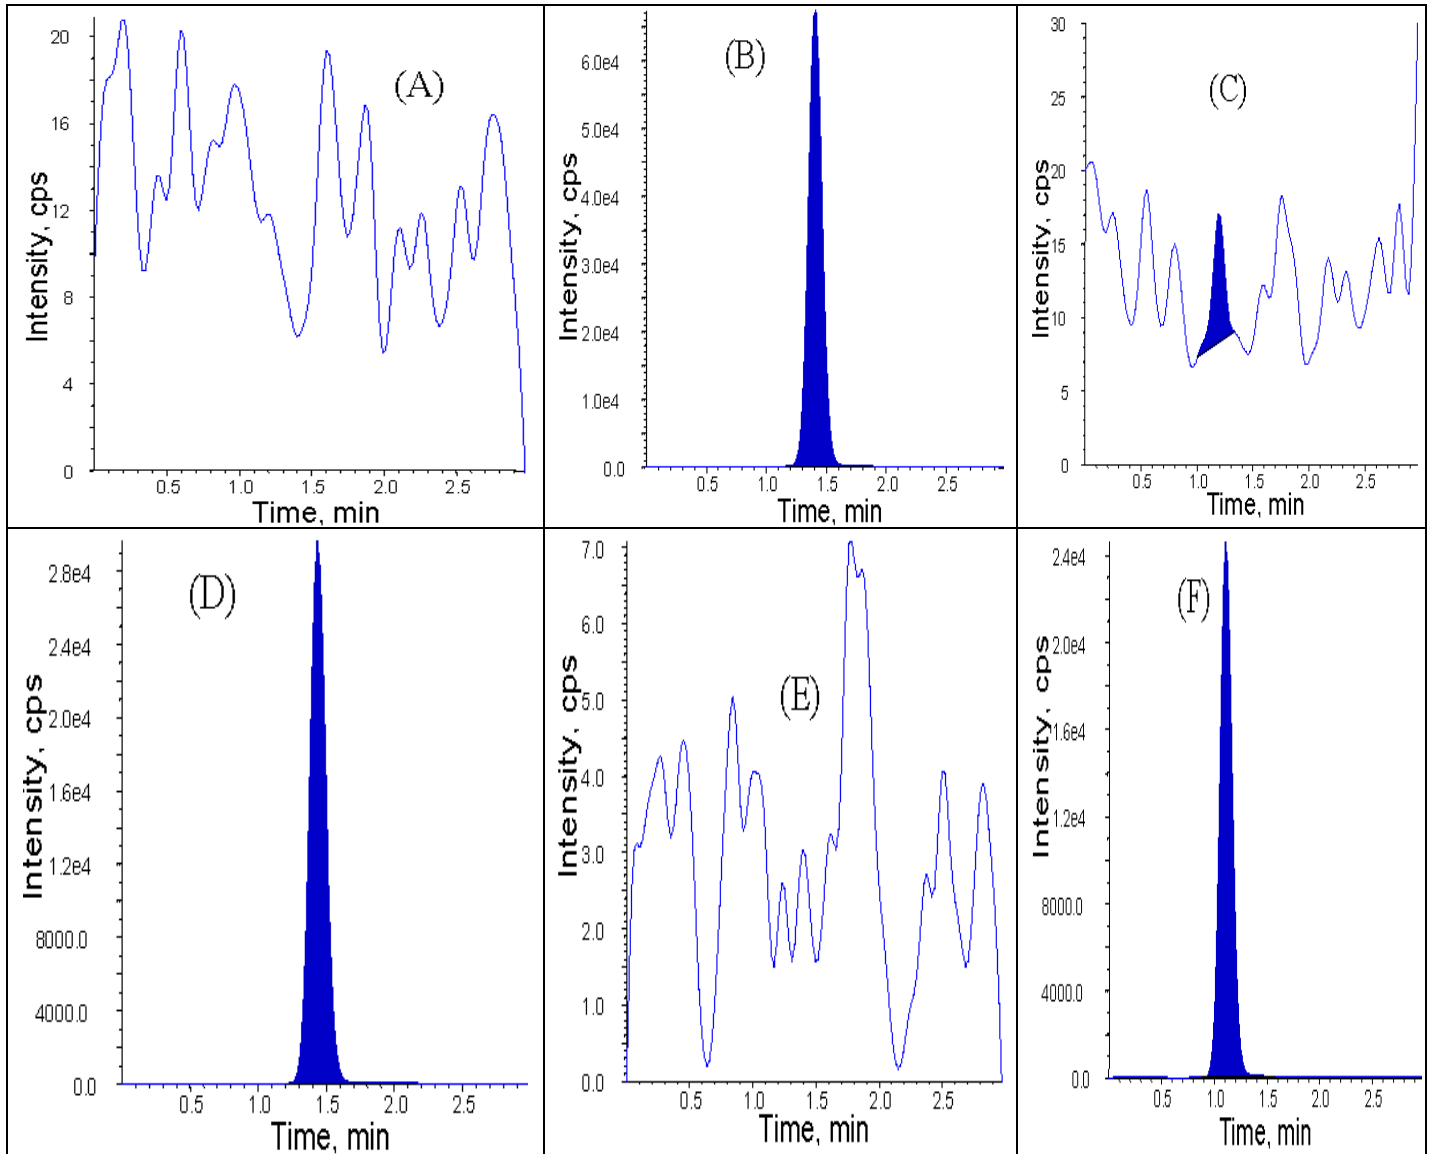 (A)
Intensity, cps
20
16
12
8
4
0
0.5 1.0 1.5 2.0 2.5
Time, min
(B)
Intensity, cps
6.0e4
5.0e4
4.0e4
3.0e4
2.0e4
1.0e4
0.0
0.5 1.0 1.5 2.0 2.5
Time, min
(C)
Intensity, cps
30
25
20
15
10
5
0
0.5 1.0 1.5 2.0 2.5
Time, min
(D)
Intensity, cps
2.8e4
2.4e4
2.0e4
1.6e4
1.2e4
8000.0
4000.0
0.0
0.5 1.0 1.5 2.0 2.5
Time, min
(E)
Intensity, cps
7.0
6.0
5.0
4.0
3.0
2.0
1.0
0.0
0.5 1.0 1.5 2.0 2.5
Time, min
(F)
Intensity, cps
2.4e4
2.0e4
1.6e4
1.2e4
8000.0
4000.0
0.0
0.5 1.0 1.5 2.0 2.5
Time, min